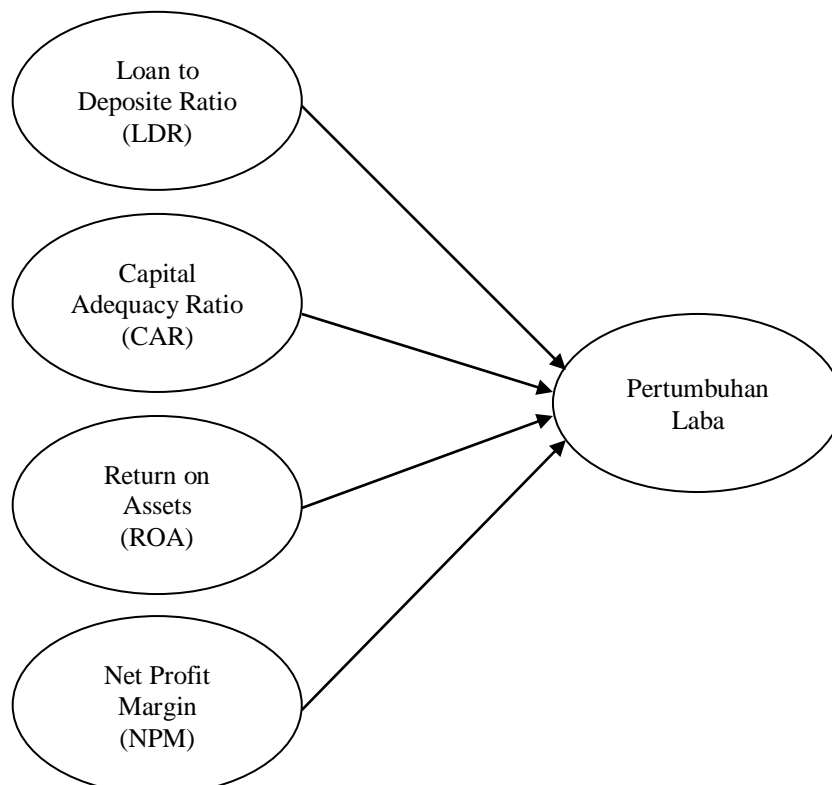 Loan to
Deposite Ratio
(LDR)
Capital
Adequacy Ratio
(CAR)
Return on
Assets
(ROA)
Net Profit
Margin
(NPM)
Pertumbuhan
Laba